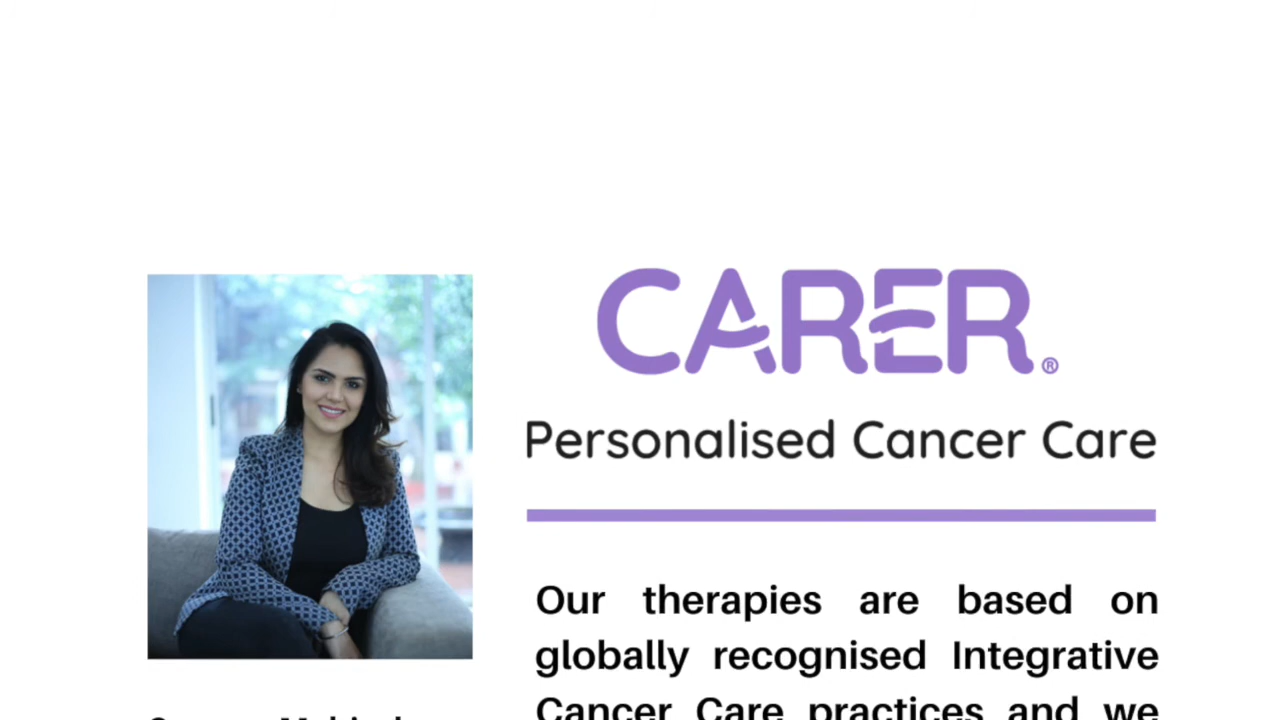 CARER®
Personalised Cancer Care
Our therapies are based on
globally recognised Integrative
Cancer Care practices and we